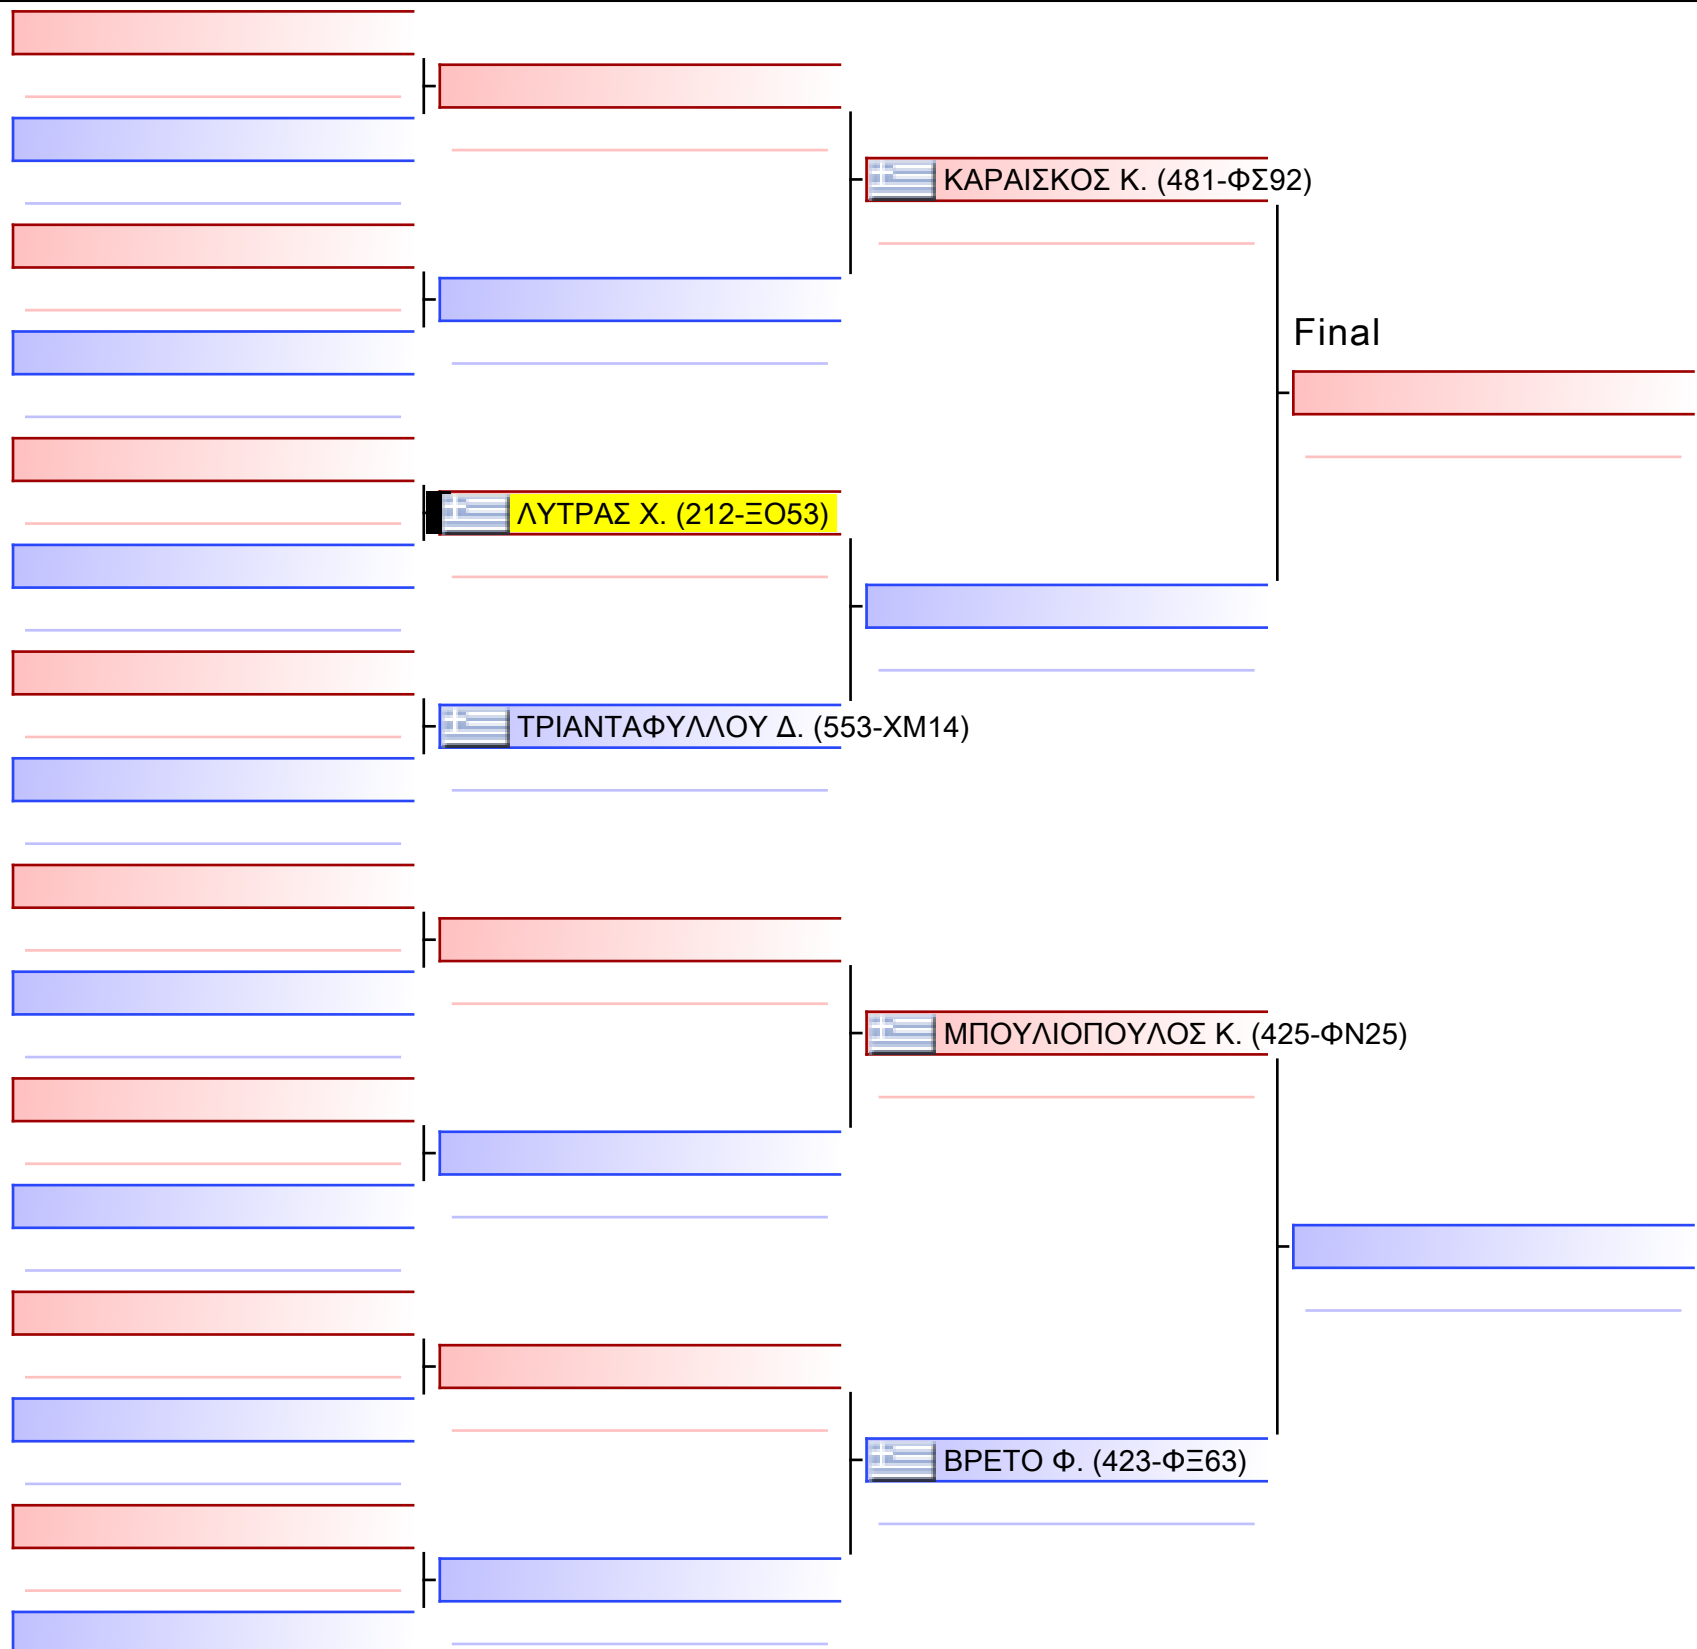 ΚΑΡΑΙΣΚΟΣ Κ. (481-ΦΣ92)
Final
ΛΥΤΡΑΣ Χ. (212-ΞΟ53)
ΤΡΙΑΝΤΑΦΥΛΛΟΥ Δ. (553-ΧΜ14)
ΜΠΟΥΛΙΟΠΟΥΛΟΣ Κ. (425-ΦΝ25)
ΒΡΕΤΟ Φ. (423-ΦΞ63)